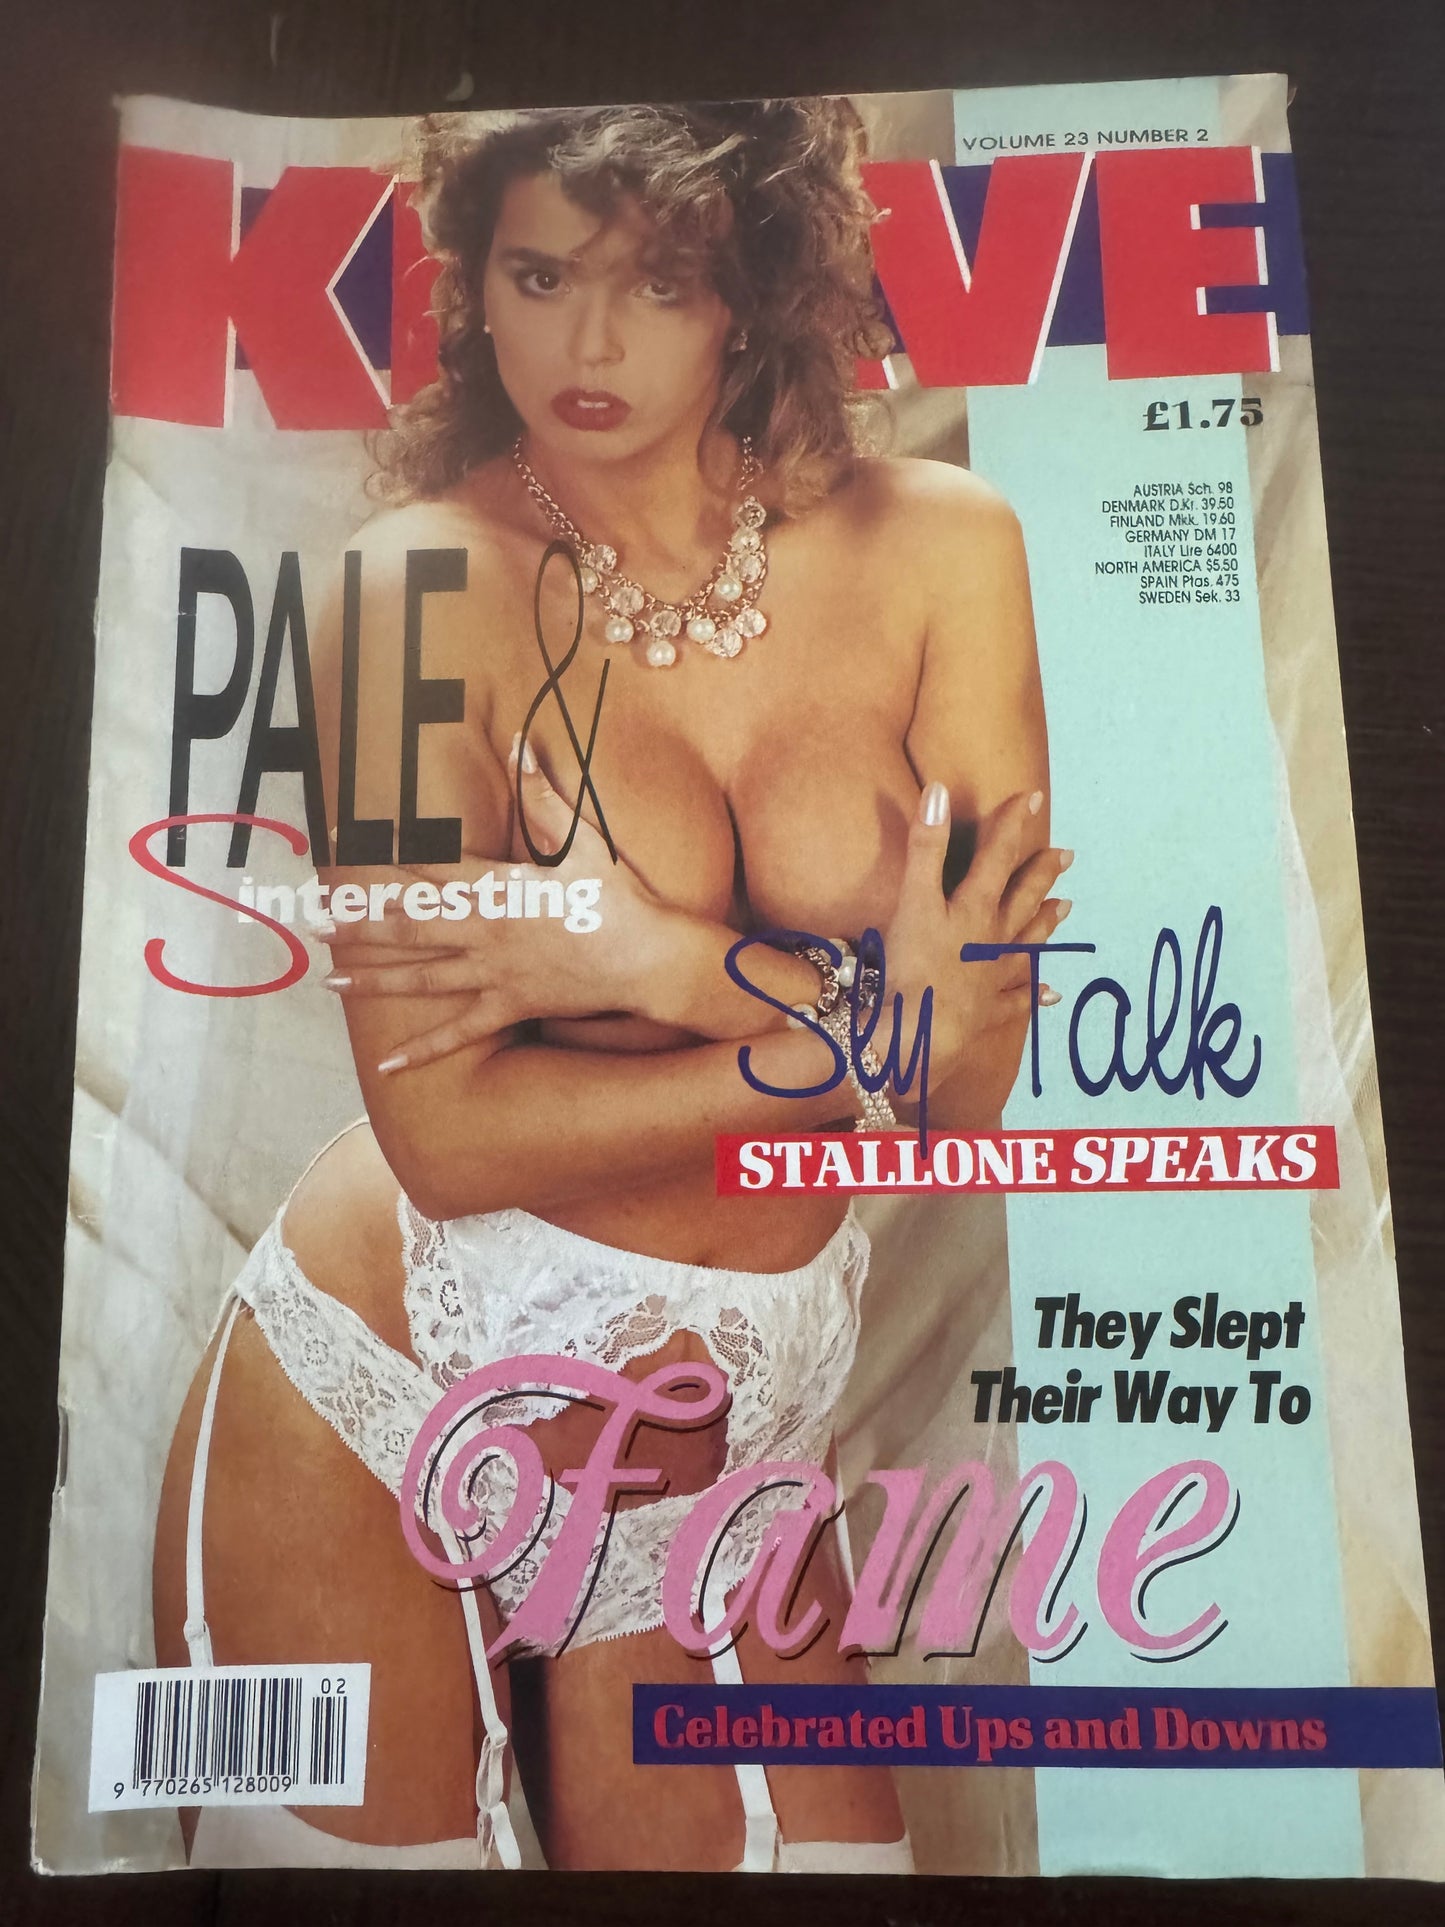 VOLUME 23 NUMBER 2
KNAVE
£1.75
AUSTRIA Sch. 98
DENMARK D.Kr. 39.50
FINLAND Mkk. 19.60
GERMANY DM 17
ITALY Lire 6400
NORTH AMERICA $5.50
SPAIN Ptas. 475
SWEDEN Sek. 33
PALE &
Sinteresting
Sly Talk
STALLONE SPEAKS
They Slept
Their Way To
Fame
Celebrated Ups and Downs
02
9 770265 128009